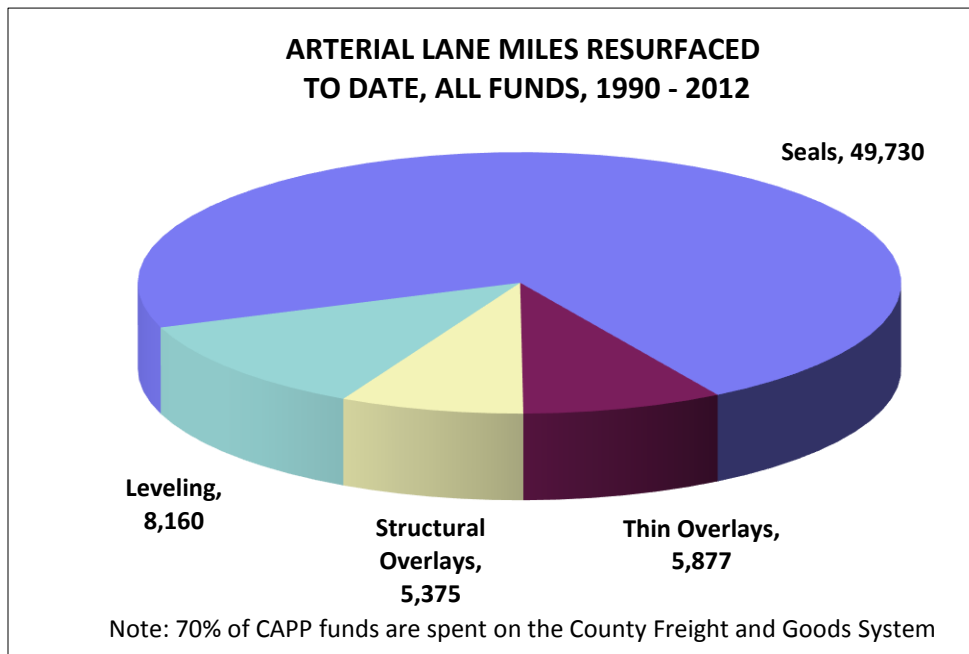 ARTERIAL LANE MILES RESURFACED
TO DATE, ALL FUNDS, 1990 - 2012
Seals, 49,730
Leveling,
8,160
Structural
Overlays,
5,375
Thin Overlays,
5,877
Note: 70% of CAPP funds are spent on the County Freight and Goods System